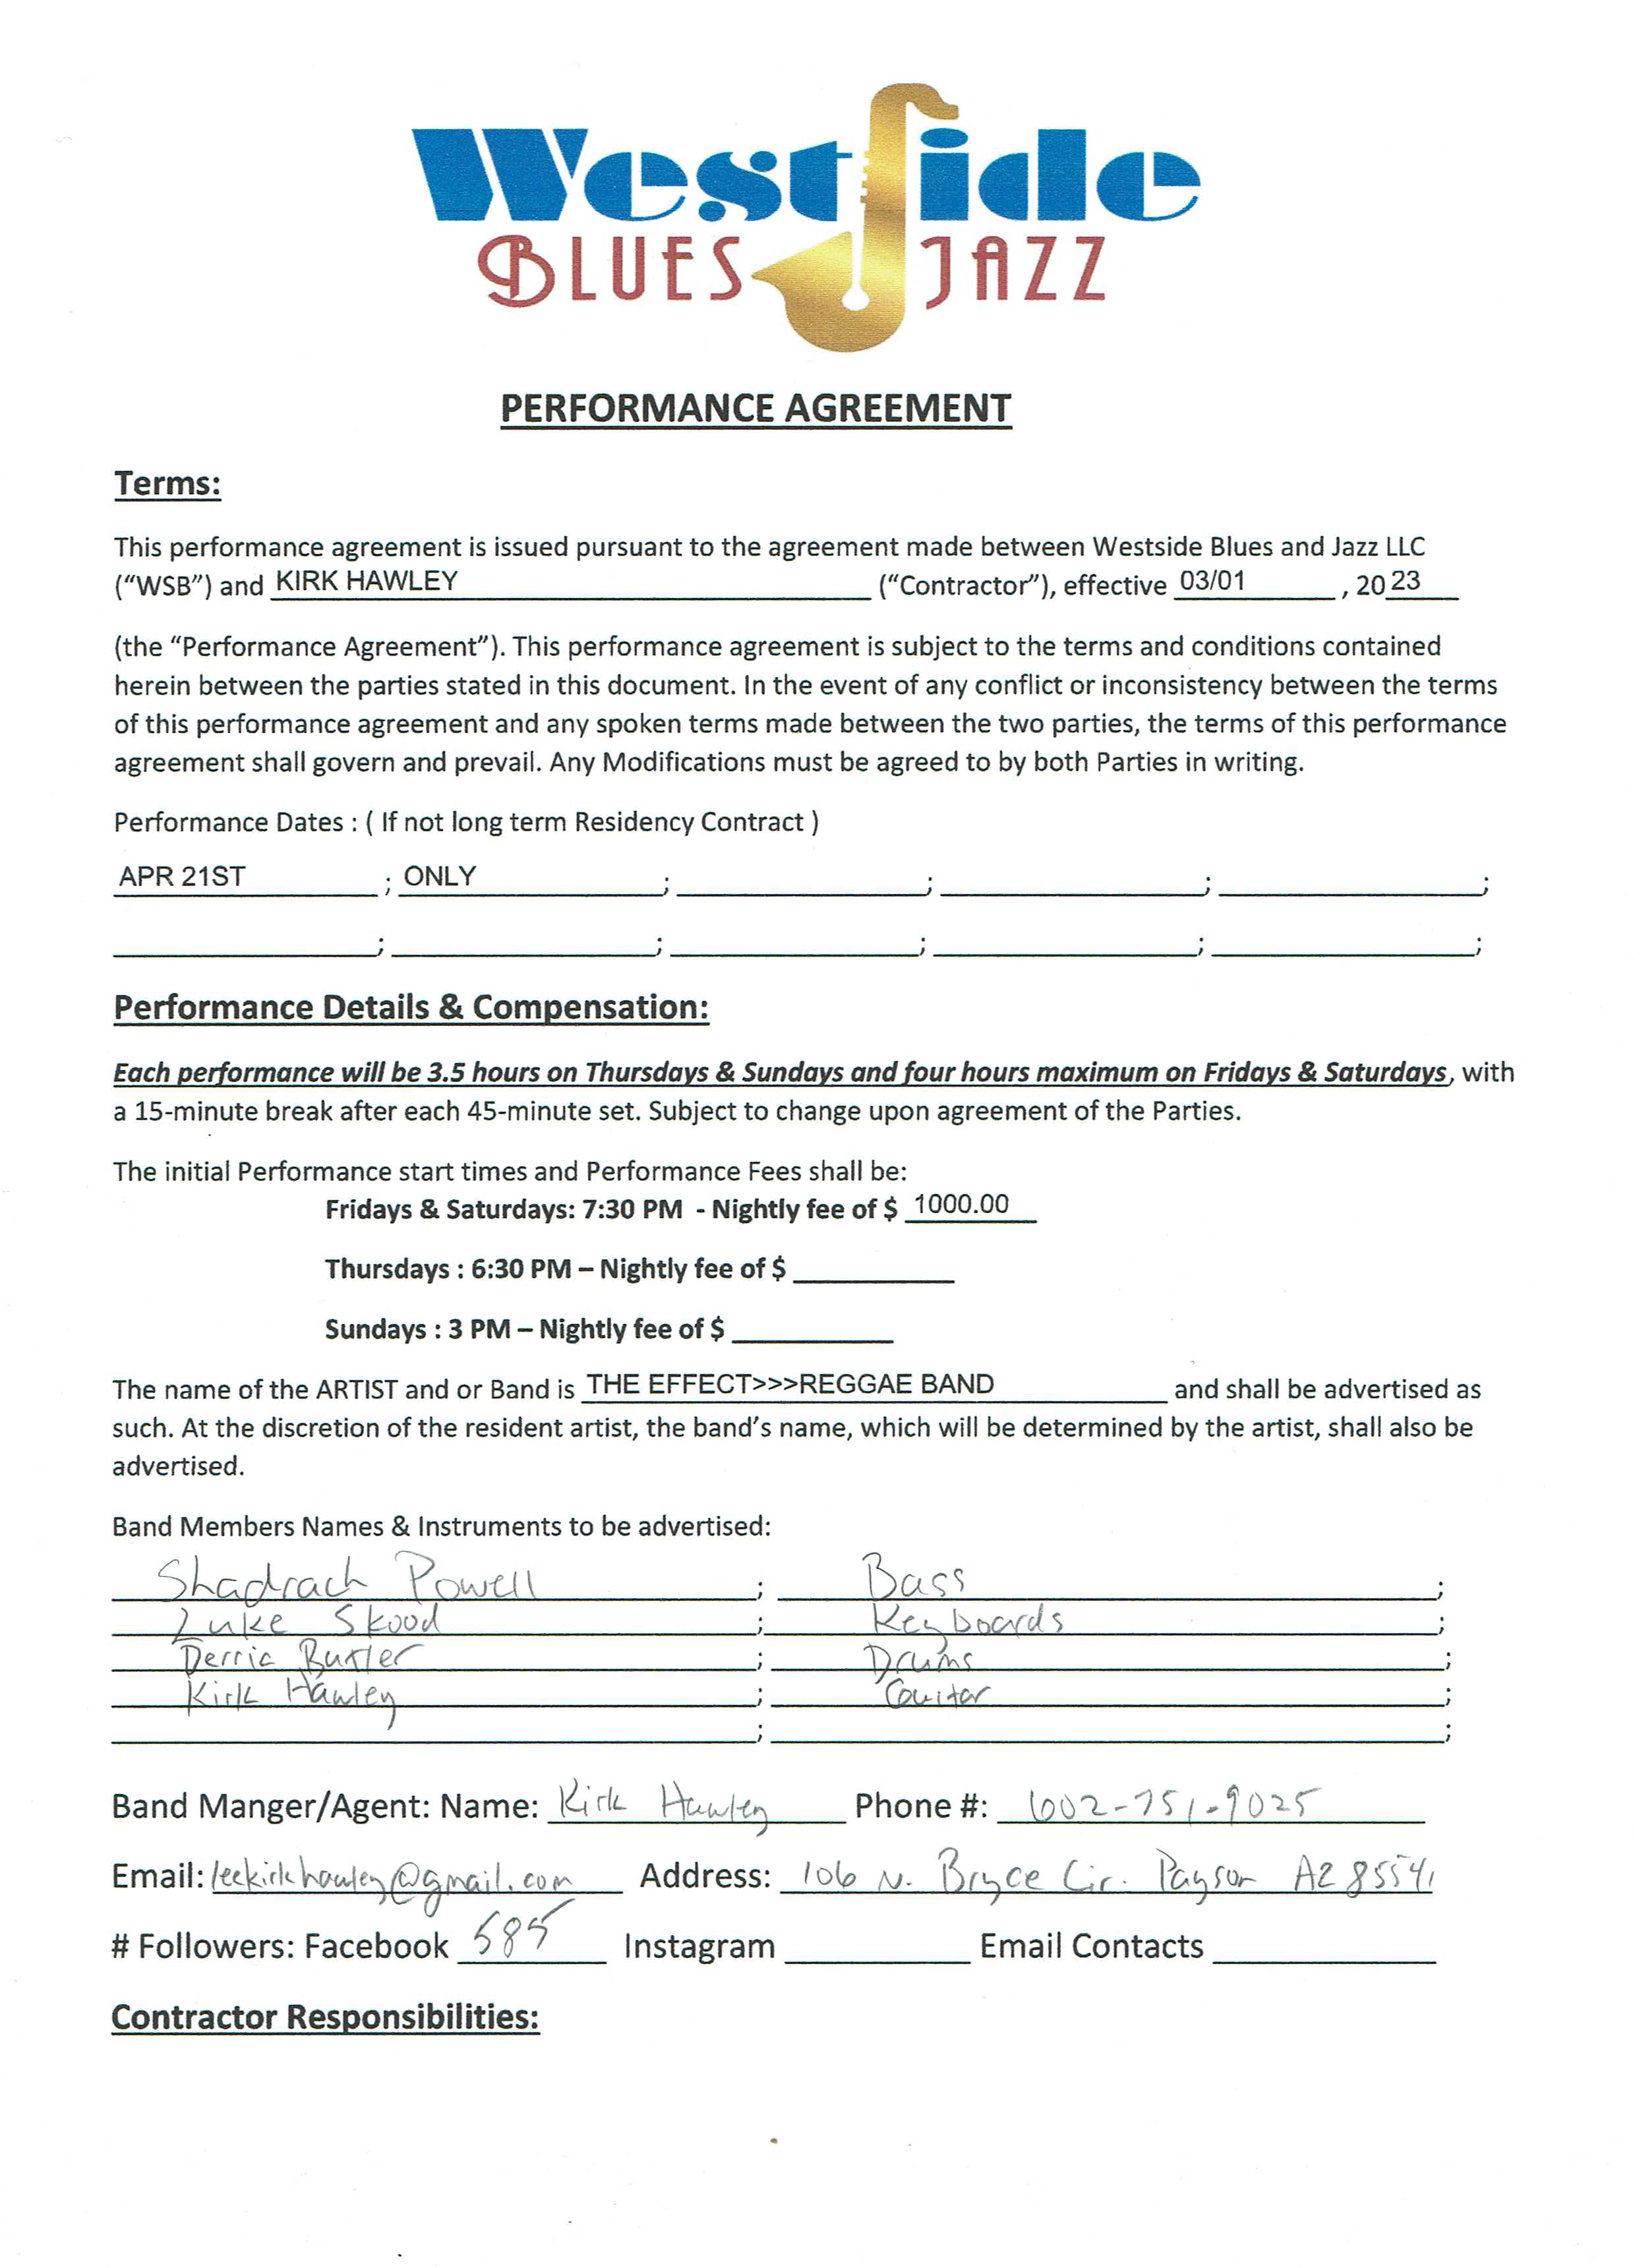 Westside
BLUES JAZZ
PERFORMANCE AGREEMENT
Terms:
This performance agreement is issued pursuant to the agreement made between Westside Blues and Jazz LLC
(“WSB”) and KIRK HAWLEY (“Contractor”), effective 03/01 , 20 23
(the “Performance Agreement”). This performance agreement is subject to the terms and conditions contained
herein between the parties stated in this document. In the event of any conflict or inconsistency between the terms
of this performance agreement and any spoken terms made between the two parties, the terms of this performance
agreement shall govern and prevail. Any Modifications must be agreed to by both Parties in writing.
Performance Dates : ( If not long term Residency Contract )
APR 21ST ; ONLY ; ; ; ;
; ; ; ; ;
Performance Details & Compensation:
Each performance will be 3.5 hours on Thursdays & Sundays and four hours maximum on Fridays & Saturdays, with
a 15-minute break after each 45-minute set. Subject to change upon agreement of the Parties.
The initial Performance start times and Performance Fees shall be:
Fridays & Saturdays: 7:30 PM - Nightly fee of $ 1000.00
Thursdays : 6:30 PM – Nightly fee of $
Sundays : 3 PM – Nightly fee of $
The name of the ARTIST and or Band is THE EFFECT>>>REGGAE BAND and shall be advertised as
such. At the discretion of the resident artist, the band’s name, which will be determined by the artist, shall also be
advertised.
Band Members Names & Instruments to be advertised:
Shadrach Powell ; Bass ;
Luke Skood ; Keyboards ;
Derric Butler ; Drums ;
Kirk Hawley ; Guitar ;
; ;
Band Manger/Agent: Name: Kirk Hawley Phone #: 602-751-9025
Email: leekirkhawley@gmail.com Address: 106 N. Bryce Cir. Payson AZ 85541
# Followers: Facebook 585 Instagram Email Contacts
Contractor Responsibilities: